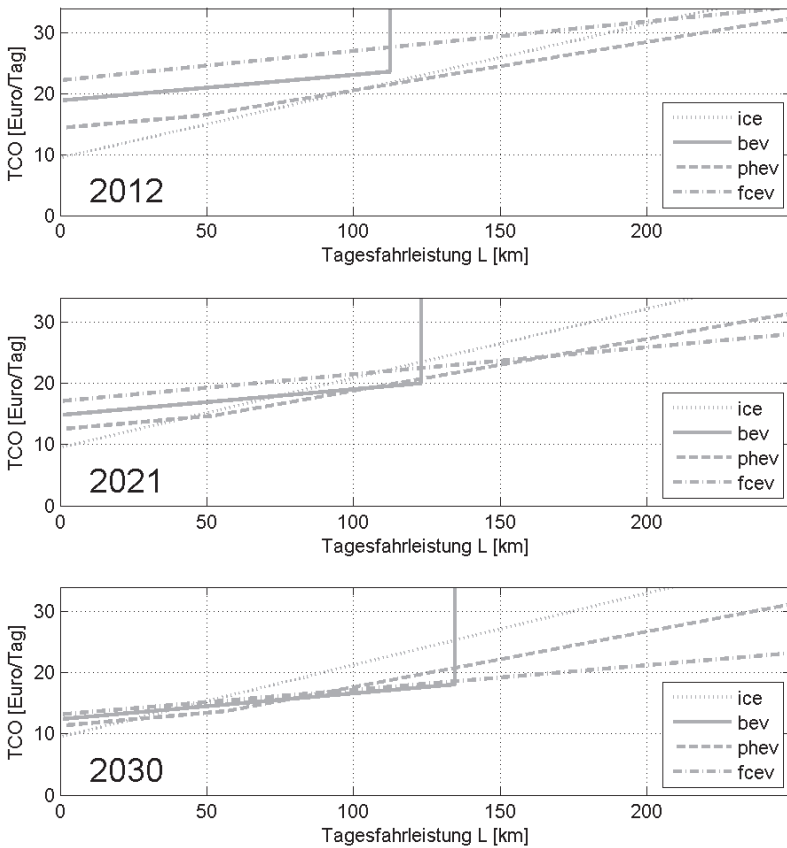 TCO [Euro/Tag]
30
20
10
0
2012
ice
bev
phev
fcev
0 50 100 150 200
Tagesfahrleistung L [km]
TCO [Euro/Tag]
30
20
10
0
2021
ice
bev
phev
fcev
0 50 100 150 200
Tagesfahrleistung L [km]
TCO [Euro/Tag]
30
20
10
0
2030
ice
bev
phev
fcev
0 50 100 150 200
Tagesfahrleistung L [km]